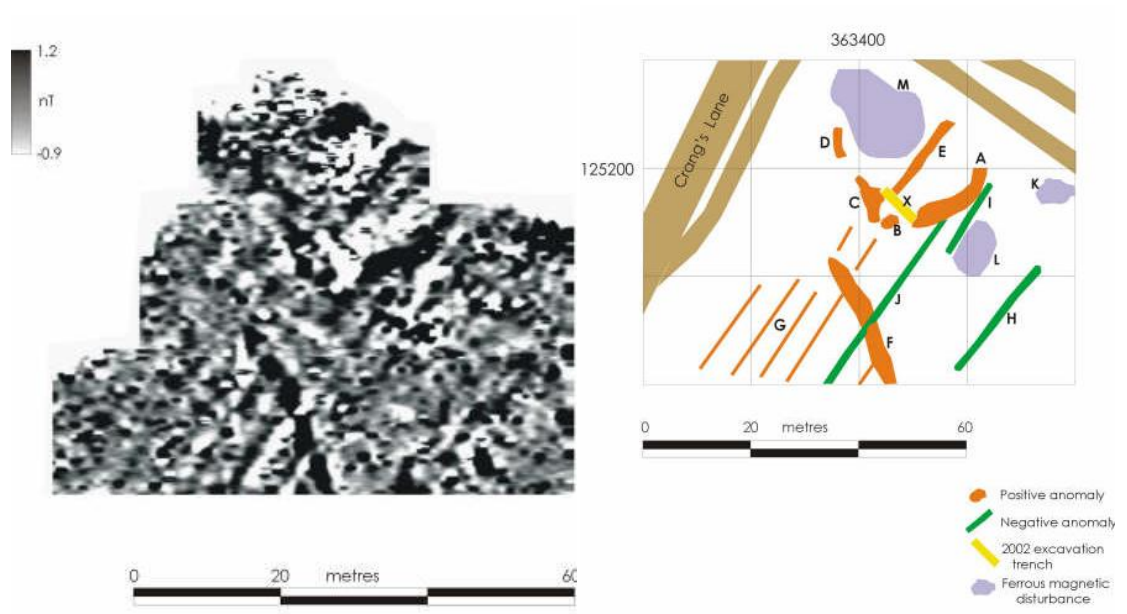 1.2
nT
-0.9
0
20
metres
60
363400
125200
Crang's Lane
M
D
E
A
K
C
X
I
B
L
J
G
H
F
0
20
metres
60
Positive anomaly
Negative anomaly
2002 excavation
trench
Ferrous magnetic
disturbance